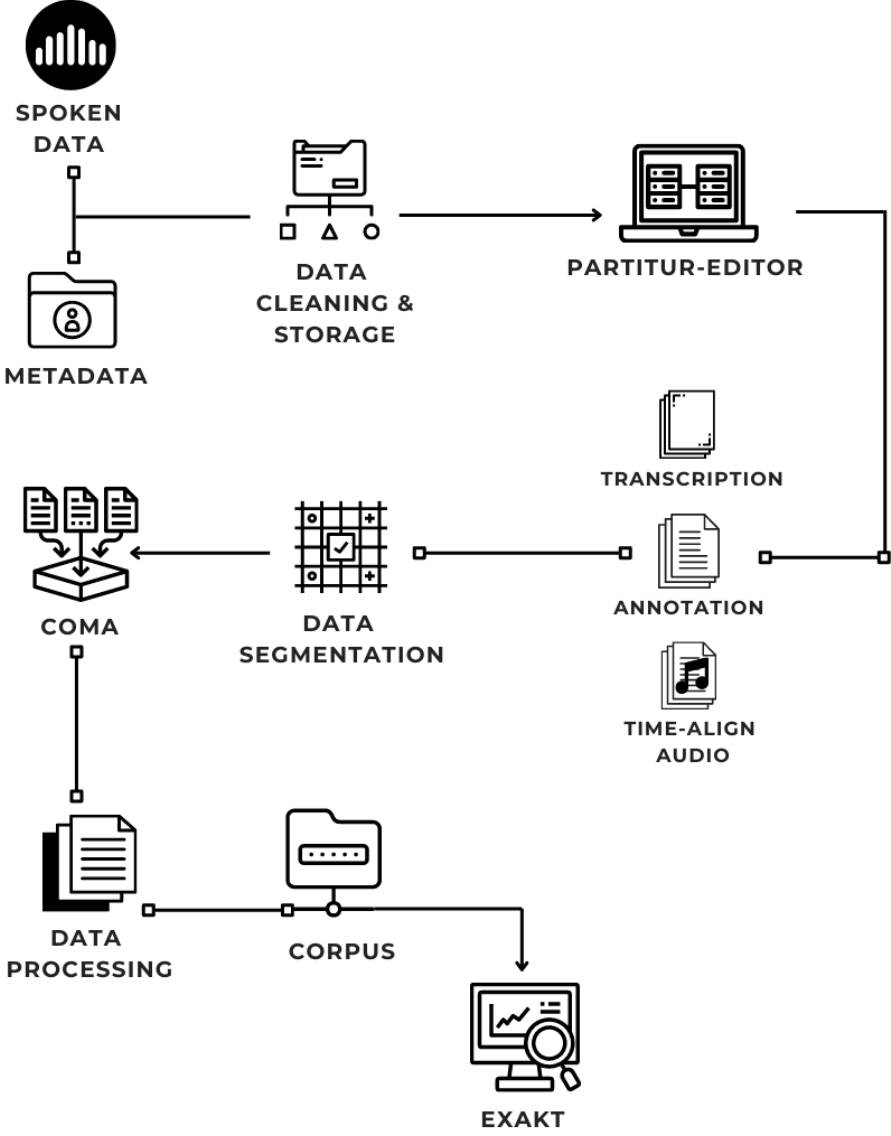 SPOKEN
DATA
METADATA
DATA
CLEANING &
STORAGE
PARTITUR-EDITOR
TRANSCRIPTION
ANNOTATION
TIME-ALIGN
AUDIO
DATA
SEGMENTATION
COMA
DATA
PROCESSING
CORPUS
EXAKT